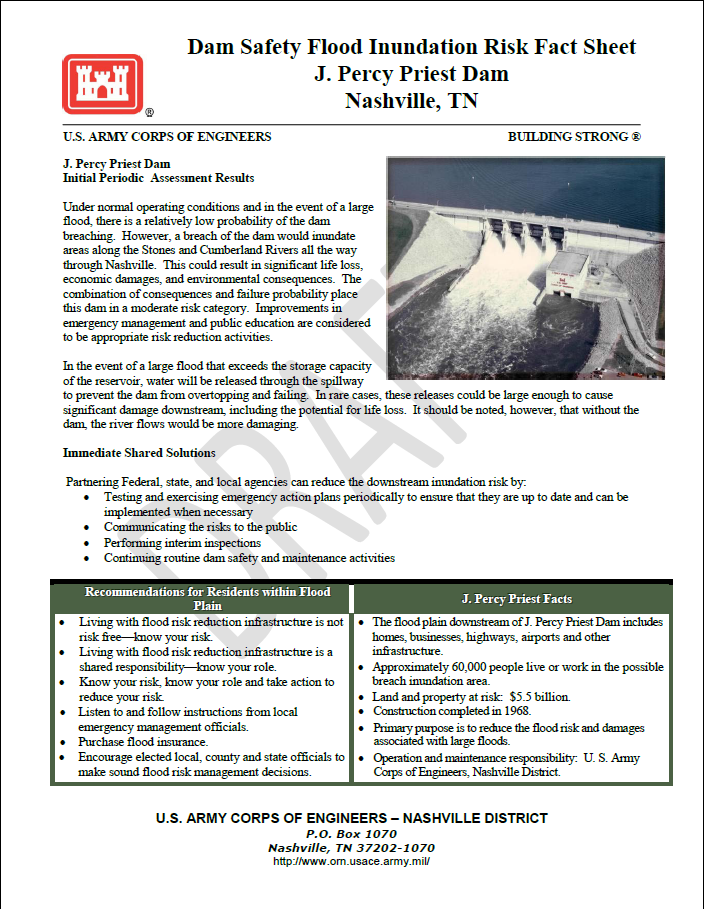 Dam Safety Flood Inundation Risk Fact Sheet
J. Percy Priest Dam
Nashville, TN
®
U.S. ARMY CORPS OF ENGINEERS
BUILDING STRONG ®
J. Percy Priest Dam
Initial Periodic Assessment Results
Under normal operating conditions and in the event of a large
flood, there is a relatively low probability of the dam
breaching. However, a breach of the dam would inundate
areas along the Stones and Cumberland Rivers all the way
through Nashville. This could result in significant life loss,
economic damages, and environmental consequences. The
combination of consequences and failure probability place
this dam in a moderate risk category. Improvements in
emergency management and public education are considered
to be appropriate risk reduction activities.
In the event of a large flood that exceeds the storage capacity
of the reservoir, water will be released through the spillway
to prevent the dam from overtopping and failing. In rare cases, these releases could be large enough to cause
significant damage downstream, including the potential for life loss. It should be noted, however, that without the
dam, the river flows would be more damaging.
DRAFT
Immediate Shared Solutions
Partnering Federal, state, and local agencies can reduce the downstream inundation risk by:
• Testing and exercising emergency action plans periodically to ensure that they are up to date and can be
implemented when necessary
• Communicating the risks to the public
• Performing interim inspections
• Continuing routine dam safety and maintenance activities
Recommendations for Residents within Flood
Plain
• Living with flood risk reduction infrastructure is not
risk free—know your risk.
• Living with flood risk reduction infrastructure is a
shared responsibility—know your role.
• Know your risk, know your role and take action to
reduce your risk.
• Listen to and follow instructions from local
emergency management officials.
• Purchase flood insurance.
• Encourage elected local, county and state officials to
make sound flood risk management decisions.
J. Percy Priest Facts
• The flood plain downstream of J. Percy Priest Dam includes
homes, businesses, highways, airports and other
infrastructure.
• Approximately 60,000 people live or work in the possible
breach inundation area.
• Land and property at risk: $5.5 billion.
• Construction completed in 1968.
• Primary purpose is to reduce the flood risk and damages
associated with large floods.
• Operation and maintenance responsibility: U. S. Army
Corps of Engineers, Nashville District.
U.S. ARMY CORPS OF ENGINEERS – NASHVILLE DISTRICT
P.O. Box 1070
Nashville, TN 37202-1070
http://www.orn.usace.army.mil/